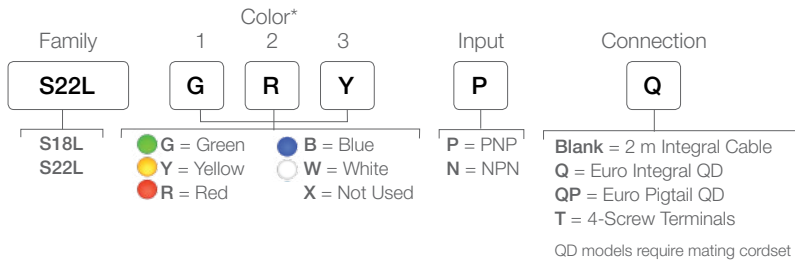 Color*
Family 1 2 3 Input Connection
S22L G R Y P Q
S18L
S22L
G = Green
Y = Yellow
R = Red
B = Blue
W = White
X = Not Used
P = PNP
N = NPN
Blank = 2 m Integral Cable
Q = Euro Integral QD
QP = Euro Pigtail QD
T = 4-Screw Terminals
QD models require mating cordset